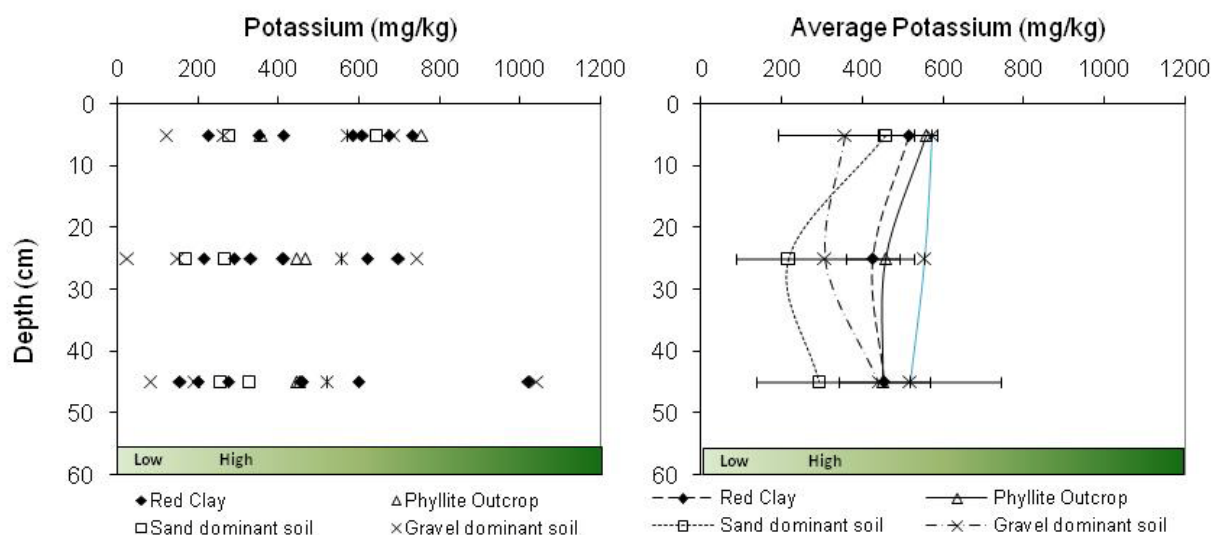 Potassium (mg/kg)
0 200 400 600 800 1000 1200
0
10
20
30
40
50
60
Depth (cm)
Low High
Red Clay Phyllite Outcrop
Sand dominant soil Gravel dominant soil
Average Potassium (mg/kg)
0 200 400 600 800 1000 1200
0
10
20
30
40
50
60
Low High
Red Clay Phyllite Outcrop
Sand dominant soil Gravel dominant soil